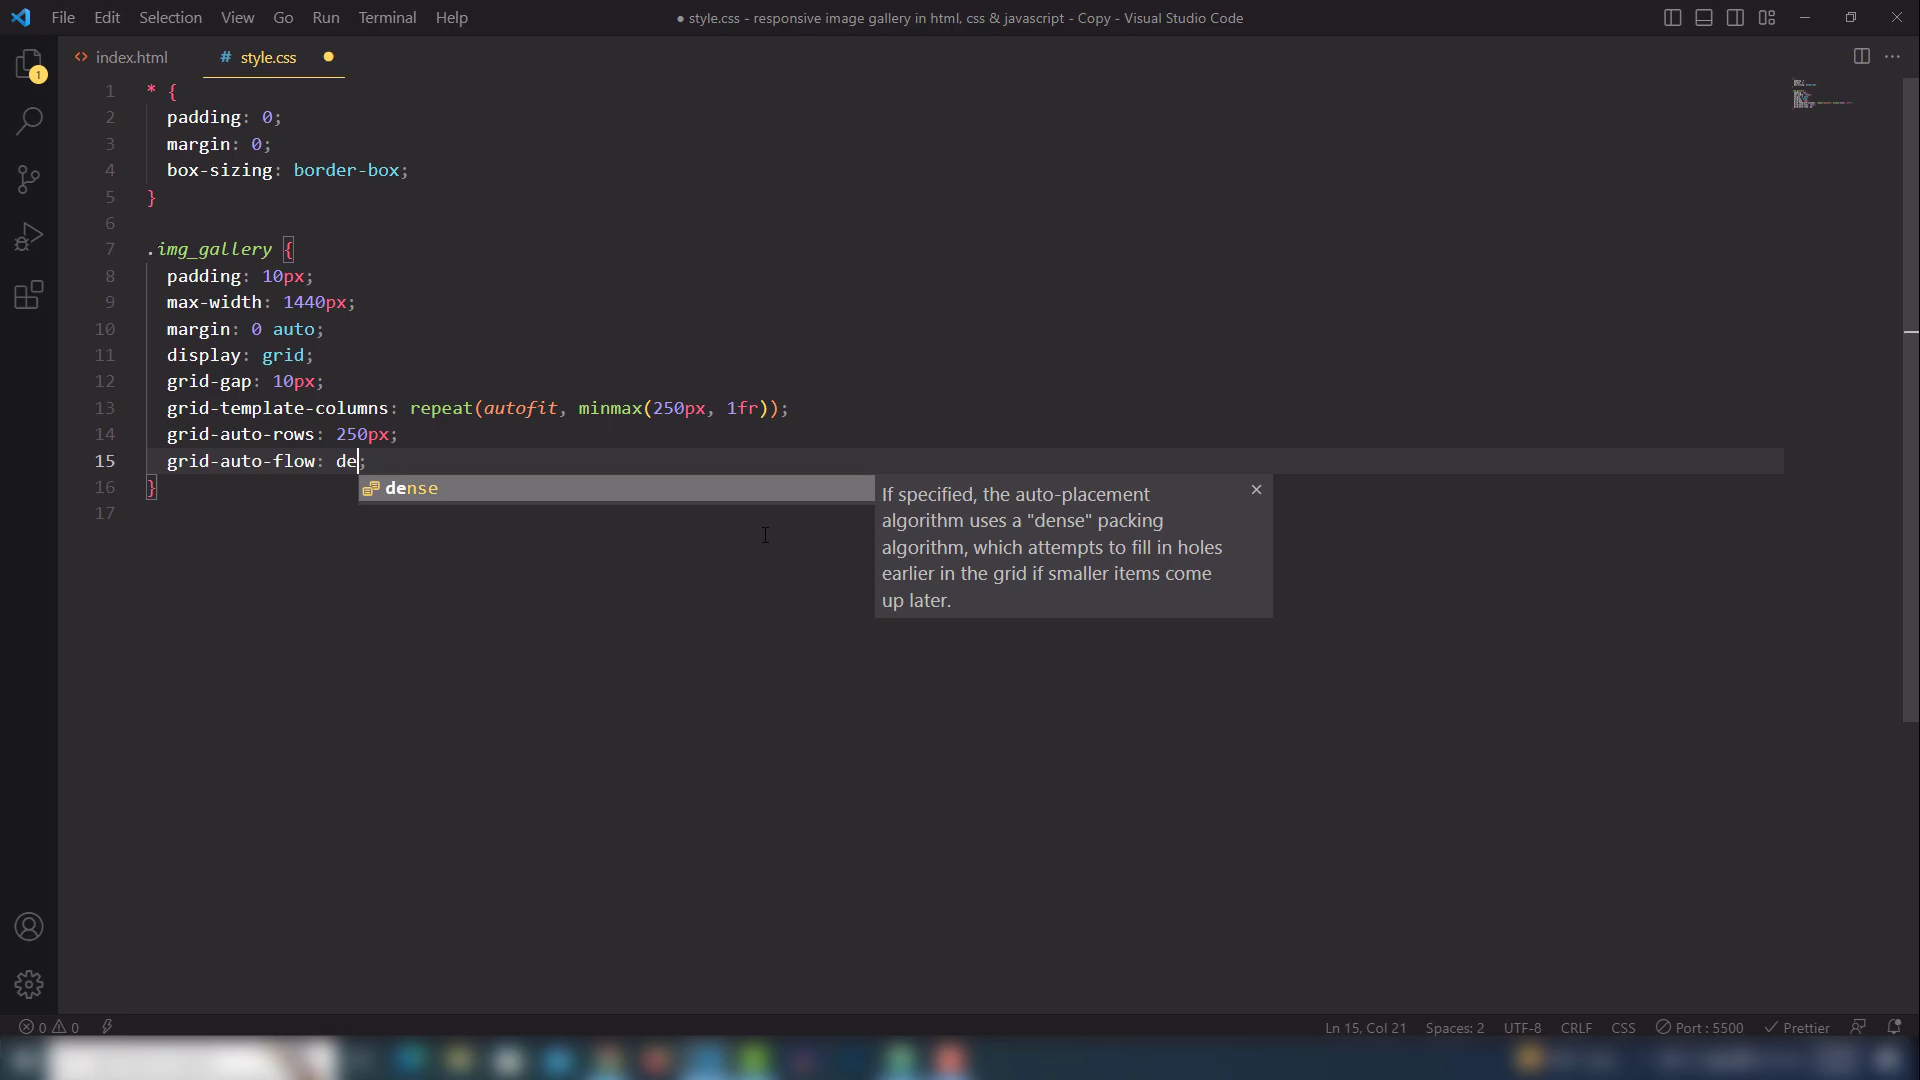 File Edit Selection View Go Run Terminal Help
● style.css - responsive image gallery in html, css & javascript - Copy - Visual Studio Code
1
<> index.html
# style.css
1 * {
2 padding: 0;
3 margin: 0;
4 box-sizing: border-box;
5 }
6
7 .img_gallery {
8 padding: 10px;
9 max-width: 1440px;
10 margin: 0 auto;
11 display: grid;
12 grid-gap: 10px;
13 grid-template-columns: repeat(autofit, minmax(250px, 1fr));
14 grid-auto-rows: 250px;
15 grid-auto-flow: de;
16 }
17
dense
If specified, the auto-placement
algorithm uses a "dense" packing
algorithm, which attempts to fill in holes
earlier in the grid if smaller items come
up later.
0 0
Ln 15, Col 21 Spaces: 2 UTF-8 CRLF CSS Port : 5500 Prettier